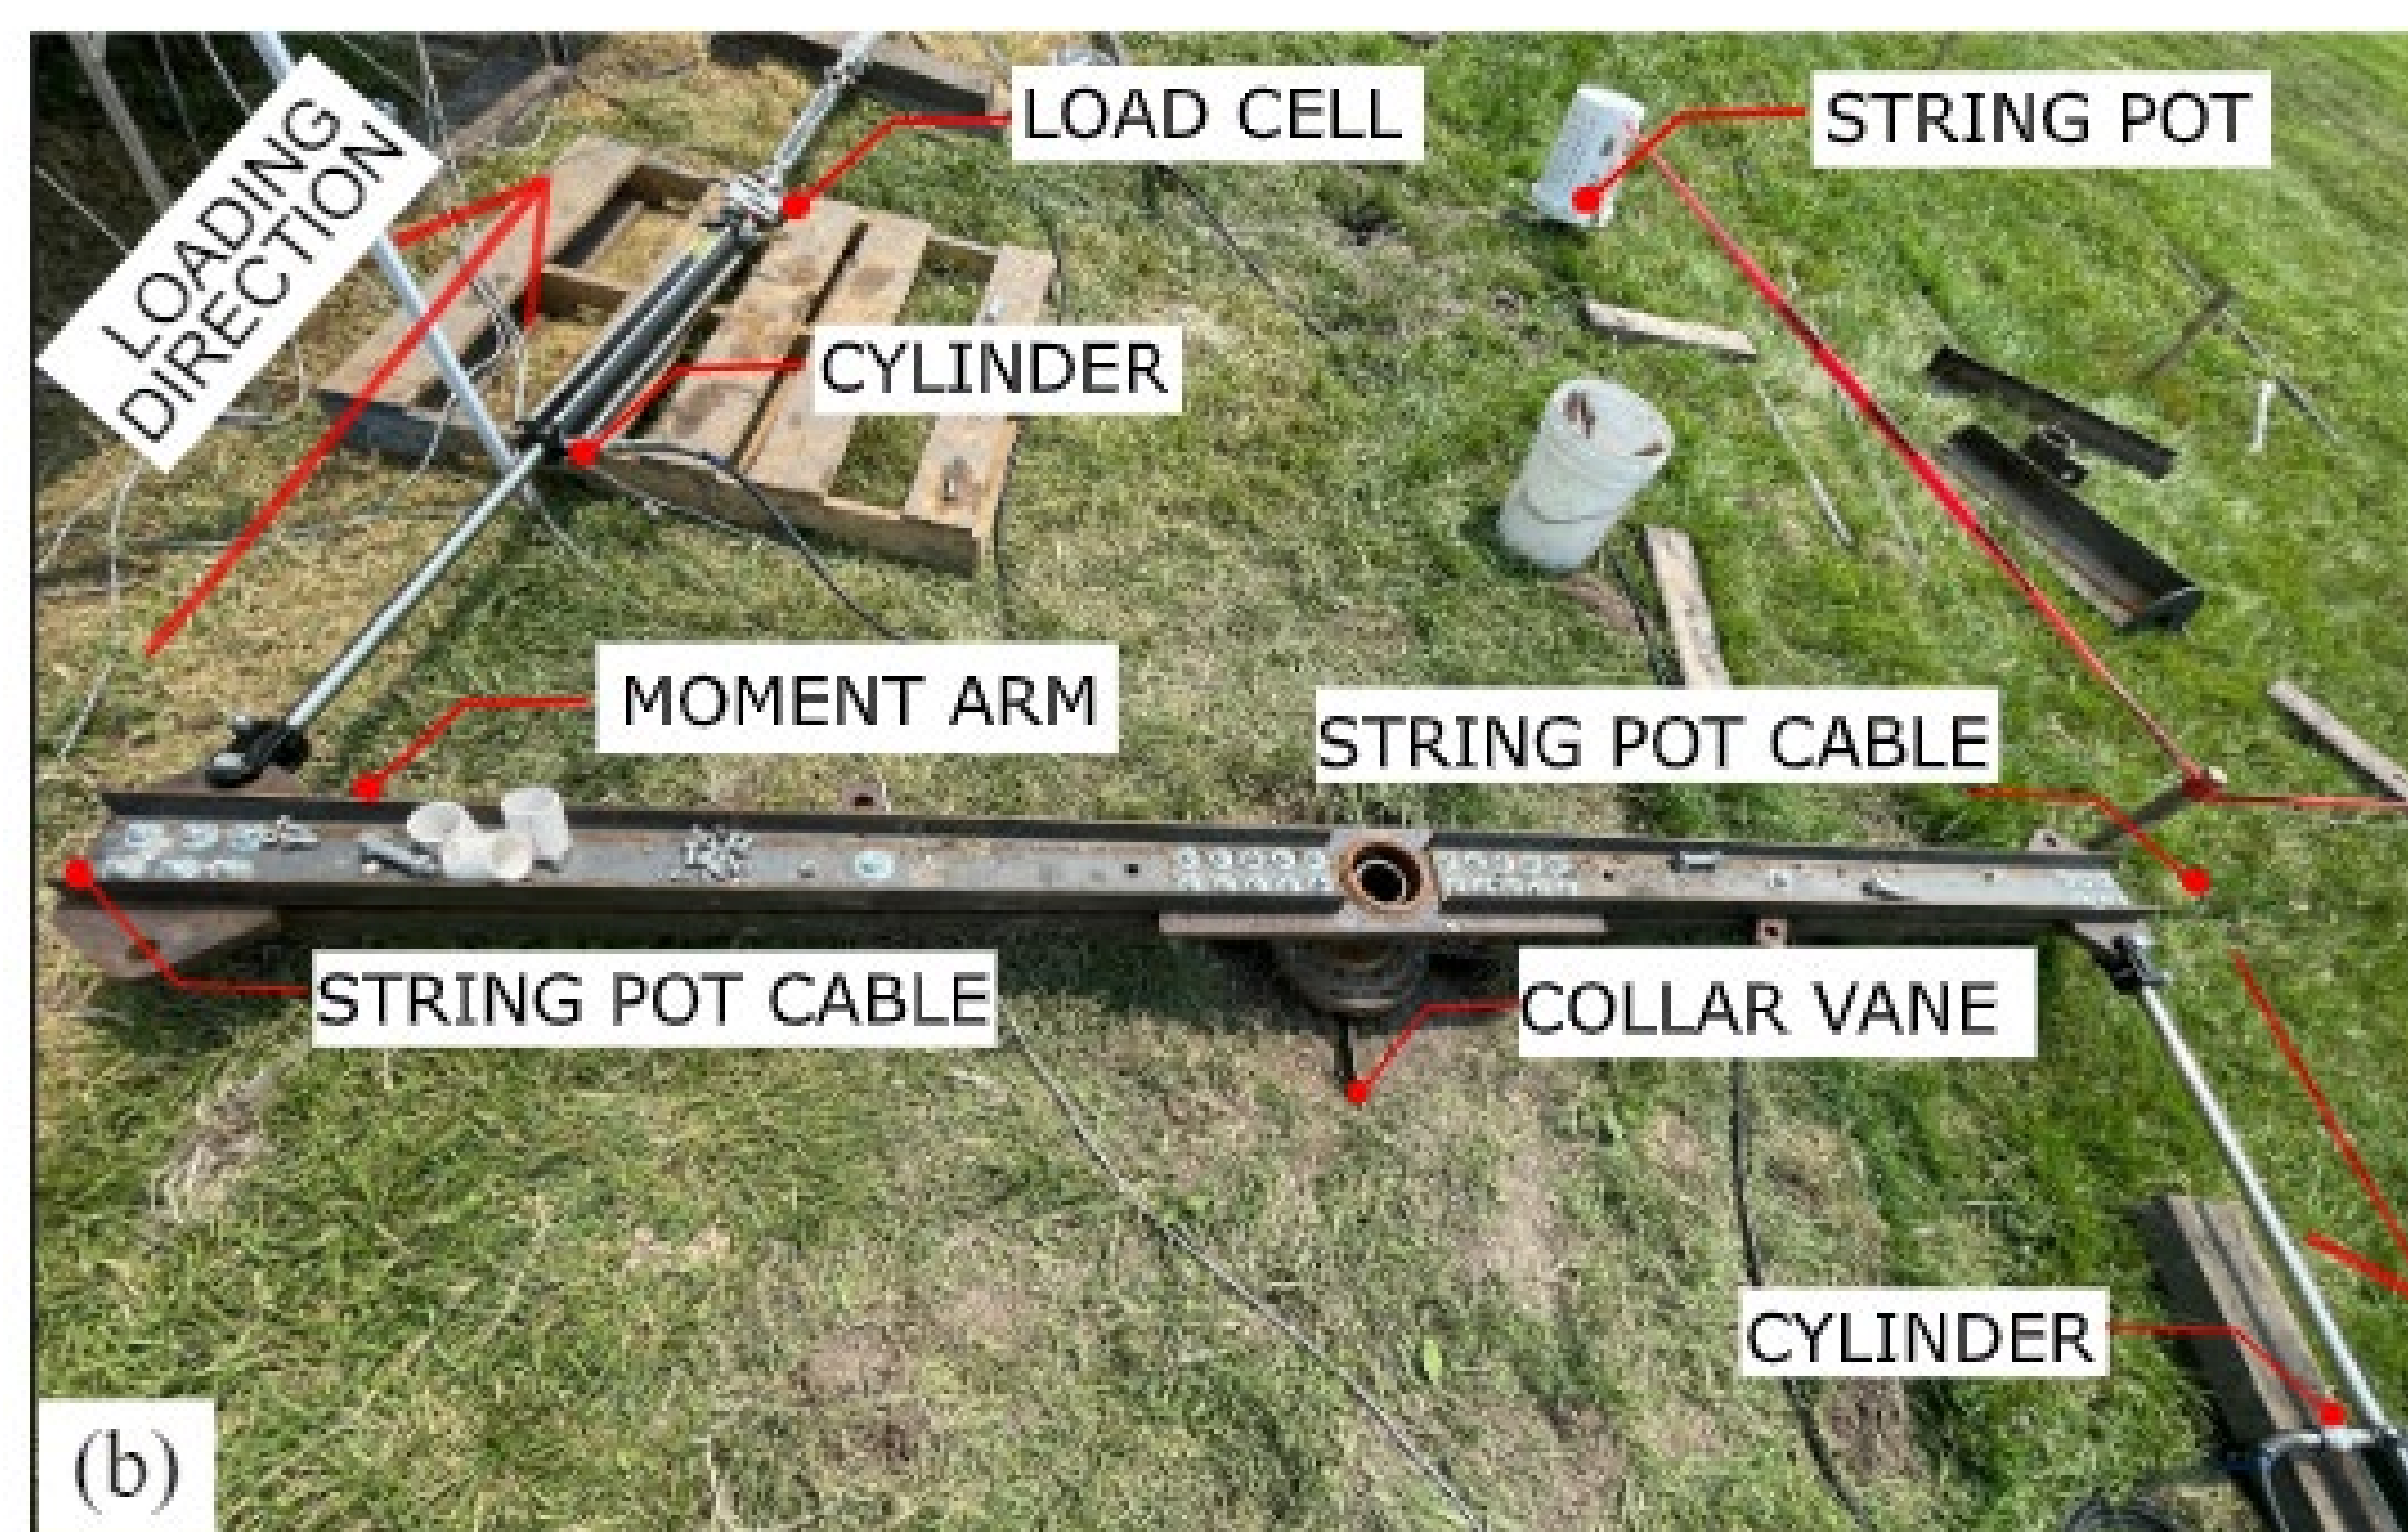 LOADING
DIRECTION
LOAD CELL
STRING POT
CYLINDER
MOMENT ARM
STRING POT CABLE
STRING POT CABLE
COLLAR VANE
CYLINDER
(b)